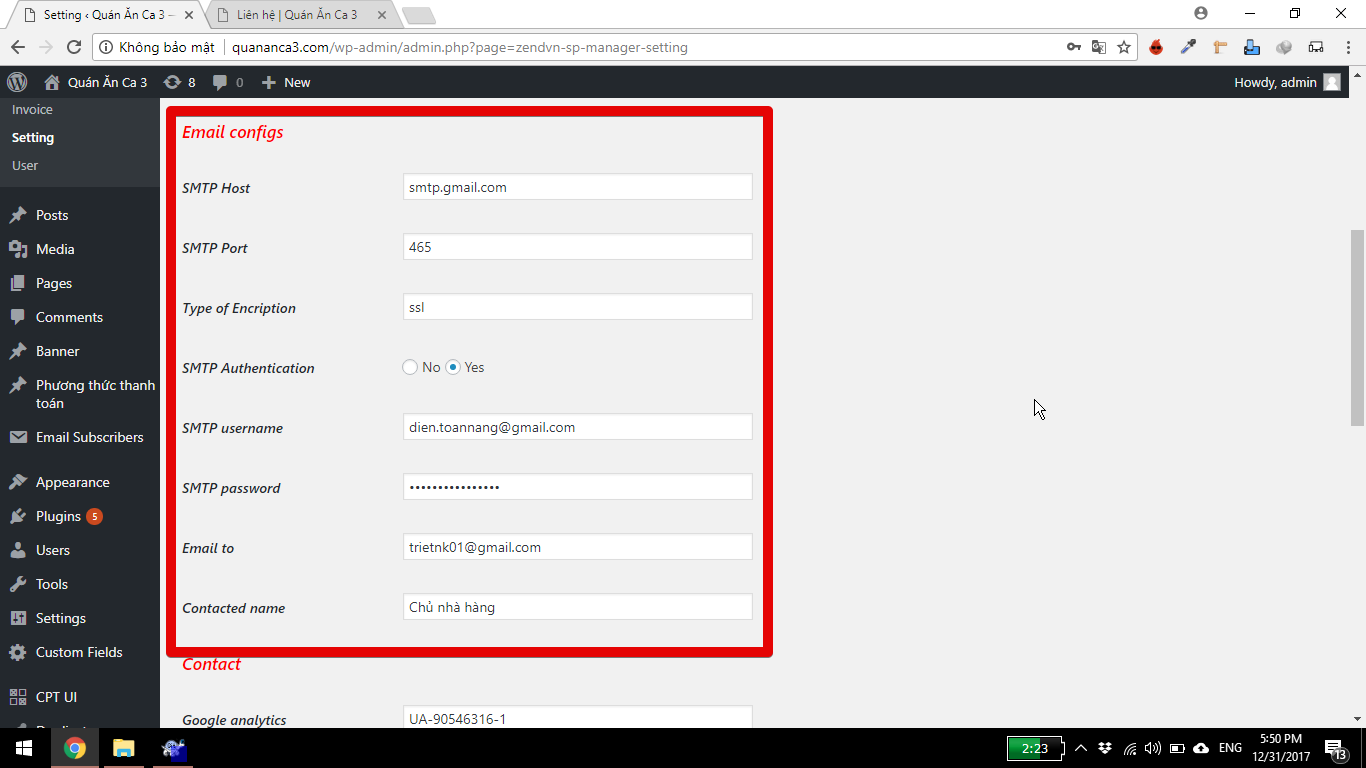 Setting ‹ Quán Ăn Ca 3 –
Liên hệ | Quán Ăn Ca 3
Không bảo mật
quananca3.com/wp-admin/admin.php?page=zendvn-sp-manager-setting
Quán Ăn Ca 3
8
0
New
Howdy, admin
Invoice
Setting
User
Posts
Media
Pages
Comments
Banner
Phương thức thanh
toán
Email Subscribers
Appearance
Plugins 5
Users
Tools
Settings
Custom Fields
CPT UI
Email configs
SMTP Host
smtp.gmail.com
SMTP Port
465
Type of Encription
ssl
SMTP Authentication
No
Yes
SMTP username
dien.toannang@gmail.com
SMTP password
••••••••••••••••
Email to
trietnk01@gmail.com
Contacted name
Chủ nhà hàng
Contact
Google analytics
UA-90546316-1
2:23
ENG
5:50 PM
12/31/2017
13